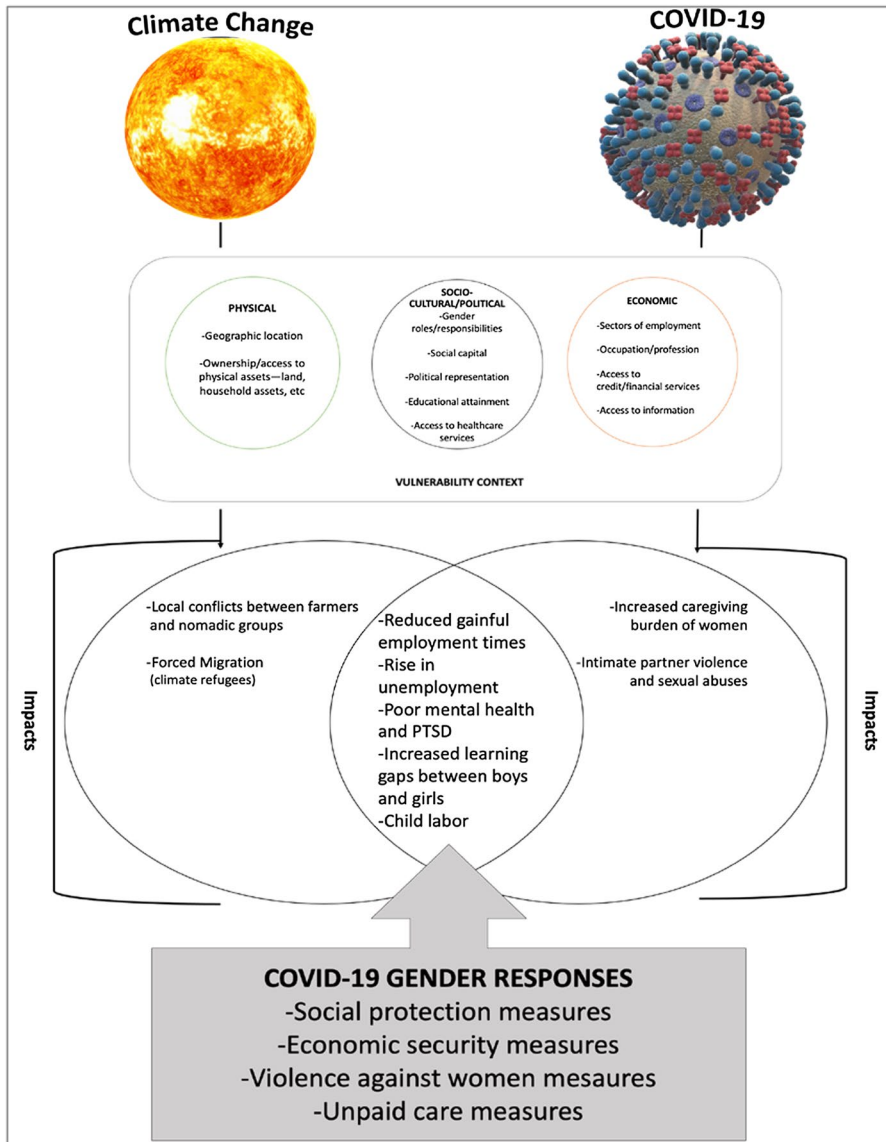 Climate Change
COVID-19
PHYSICAL
-Geographic location
-Ownership/access to
physical assets—land,
household assets, etc
SOCIO-
CULTURAL/POLITICAL
-Gender
roles/responsibilities
-Social capital
-Political representation
-Educational attainment
-Access to healthcare
services
ECONOMIC
-Sectors of employment
-Occupation/profession
-Access to
credit/financial services
-Access to information
VULNERABILITY CONTEXT
Impacts
-Local conflicts between farmers
and nomadic groups
-Forced Migration
(climate refugees)
-Reduced gainful
employment times
-Rise in
unemployment
-Poor mental health
and PTSD
-Increased learning
gaps between boys
and girls
-Child labor
-Increased caregiving
burden of women
-Intimate partner violence
and sexual abuses
Impacts
COVID-19 GENDER RESPONSES
-Social protection measures
-Economic security measures
-Violence against women mesaures
-Unpaid care measures